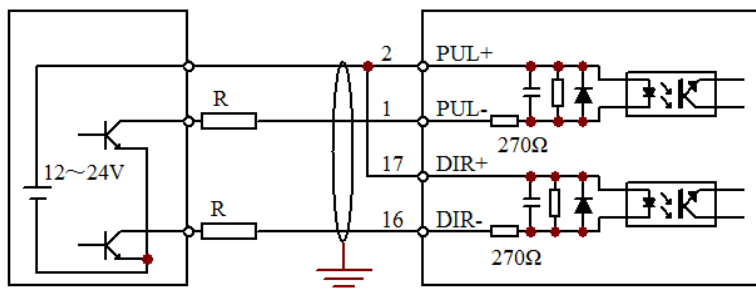 2 PUL+
R
1 PUL-
270Ω
12～24V
17 DIR+
R
16 DIR-
270Ω